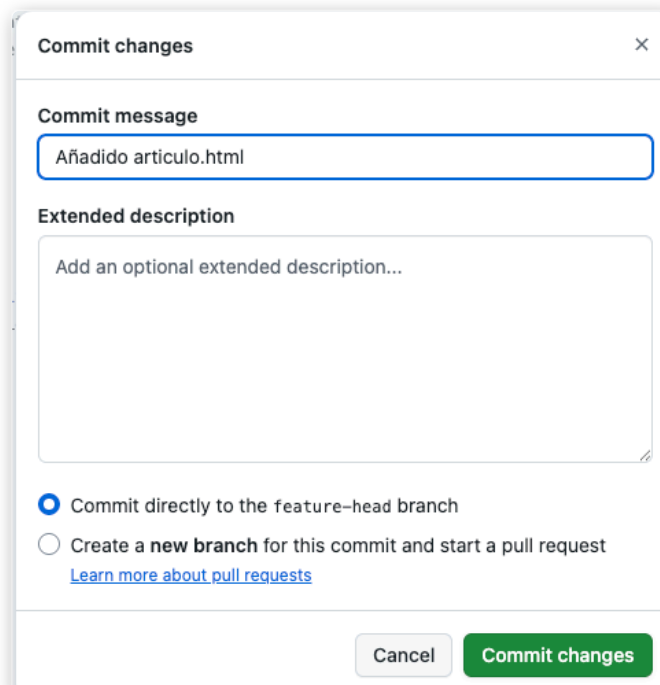 Commit changes
Commit message
Añadido articulo.html
Extended description
Add an optional extended description...
Commit directly to the feature-head branch
Create a new branch for this commit and start a pull request
Learn more about pull requests
Cancel
Commit changes